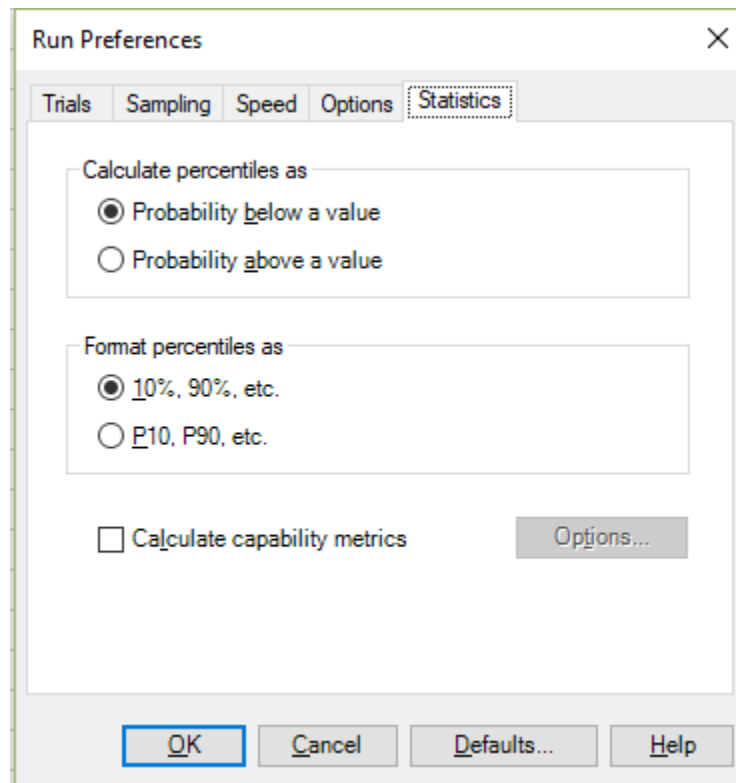 Run Preferences
Trials Sampling Speed Options Statistics
Calculate percentiles as
Probability below a value
Probability above a value
Format percentiles as
10%, 90%, etc.
P10, P90, etc.
Calculate capability metrics Options...
OK Cancel Defaults... Help